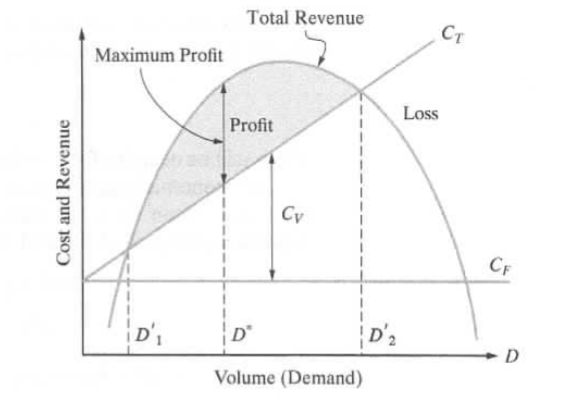 Total Revenue
C_T
Maximum Profit
Loss
Profit
Cost and Revenue
C_V
C_F
D'_1
D*
D'_2
D
Volume (Demand)